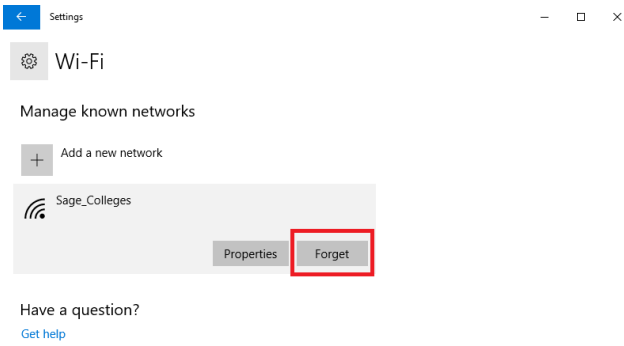 Settings
Wi-Fi
Manage known networks
Add a new network
Sage_Colleges
Properties Forget
Have a question?
Get help